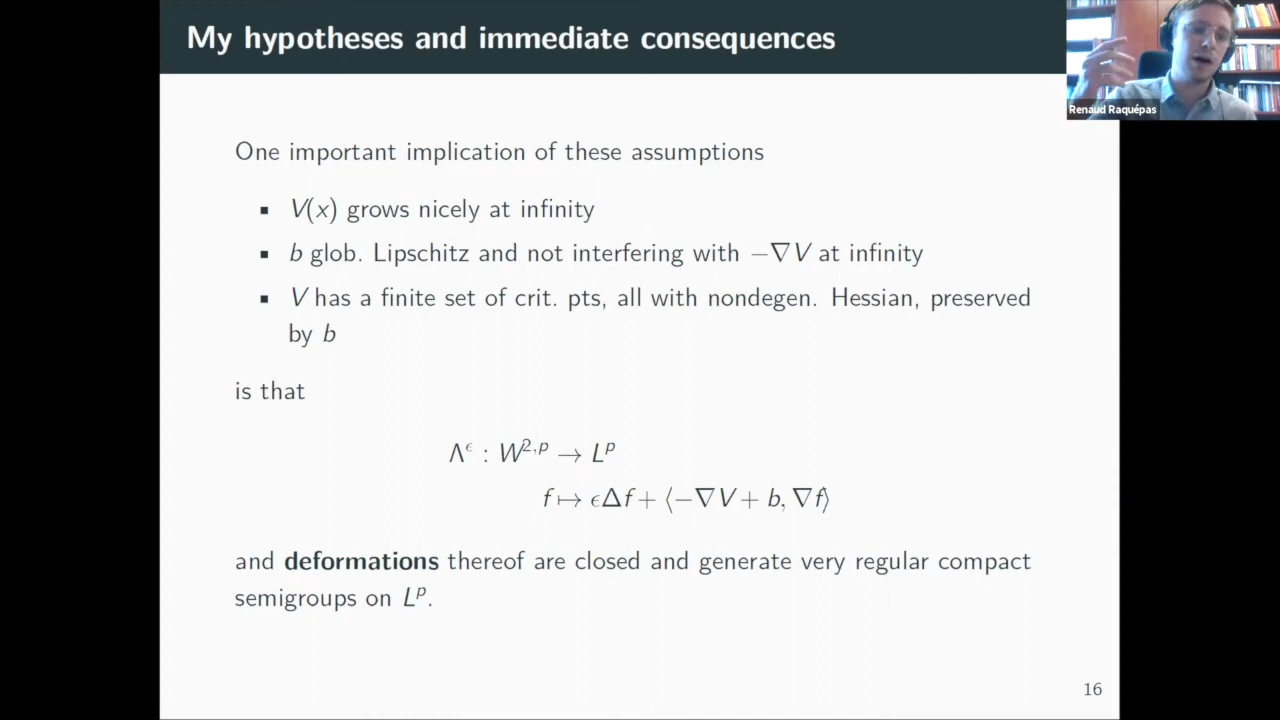 My hypotheses and immediate consequences
Renaud Raquépas
One important implication of these assumptions
▪ V(x) grows nicely at infinity
▪ b glob. Lipschitz and not interfering with −∇V at infinity
▪ V has a finite set of crit. pts, all with nondegen. Hessian, preserved
by b
is that
Λ^ϵ : W^{2,p} → L^p
f ↦ ϵΔf + ⟨−∇V + b, ∇f⟩
and deformations thereof are closed and generate very regular compact
semigroups on L^p.
16